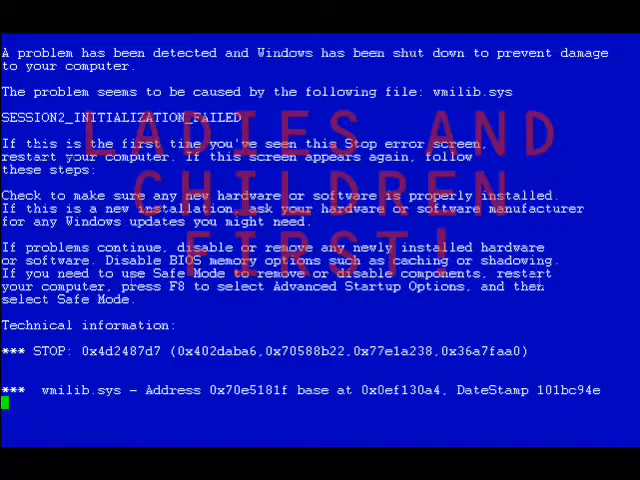 A problem has been detected and Windows has been shut down to prevent damage
to your computer.
The problem seems to be caused by the following file: wmilib.sys
SESSION2_INITIALIZATION_FAILED
LADIES AND
CHILDREN
FIRST!
If this is the first time you've seen this Stop error screen,
restart your computer. If this screen appears again, follow
these steps:
Check to make sure any new hardware or software is properly installed.
If this is a new installation, ask your hardware or software manufacturer
for any Windows updates you might need.
If problems continue, disable or remove any newly installed hardware
or software. Disable BIOS memory options such as caching or shadowing.
If you need to use Safe Mode to remove or disable components, restart
your computer, press F8 to select Advanced Startup Options, and then
select Safe Mode.
Technical information:
*** STOP: 0x4d2487d7 (0x402daba6,0x70588b22,0x77e1a238,0x36a7faa0)
*** wmilib.sys - Address 0x70e5181f base at 0x0ef130a4, DateStamp 101bc94e